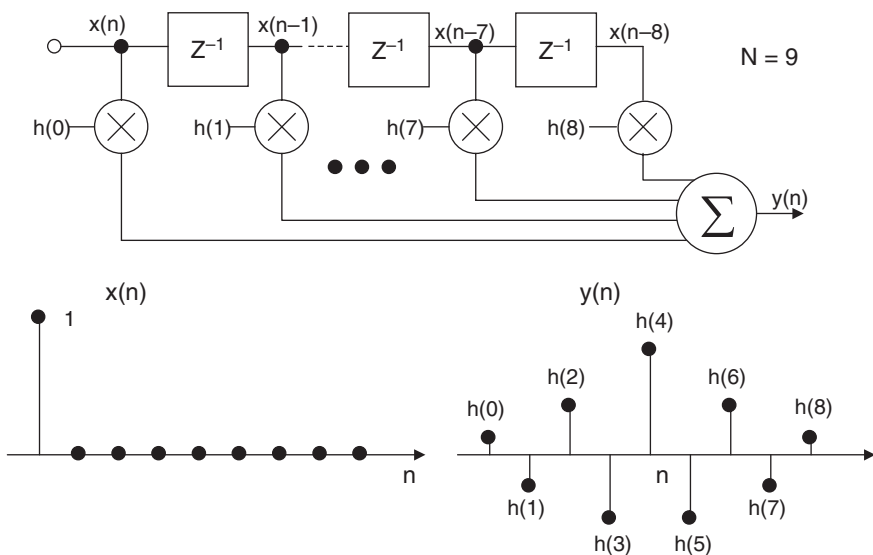 x(n) Z⁻¹ x(n–1) Z⁻¹ x(n–7) Z⁻¹ x(n–8) N = 9
h(0) h(1) h(7) h(8)
Σ y(n)
x(n)
1
n
y(n)
h(4)
h(2) h(6)
h(0) h(8)
n
h(1) h(7)
h(3) h(5)